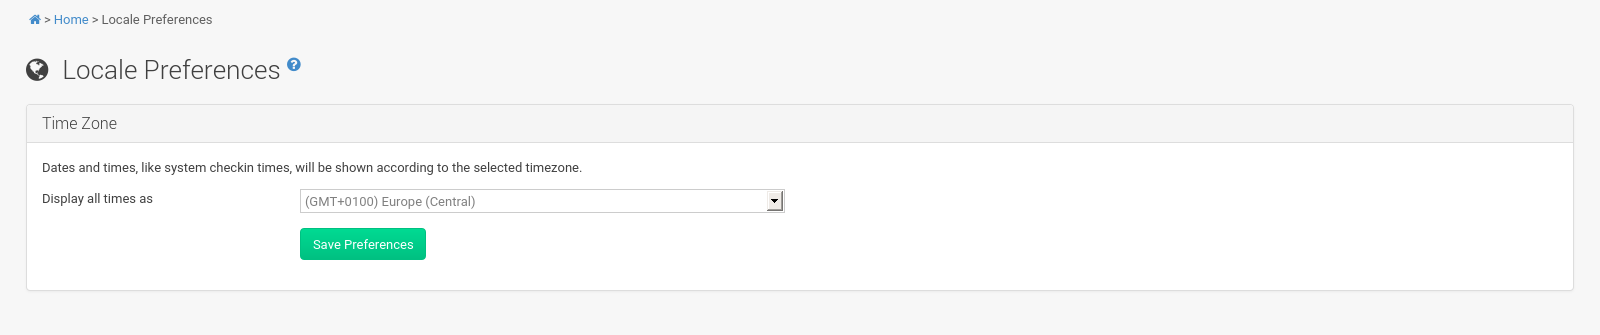 > Home > Locale Preferences
Locale Preferences ?
Time Zone
Dates and times, like system checkin times, will be shown according to the selected timezone.
Display all times as
(GMT+0100) Europe (Central)
Save Preferences